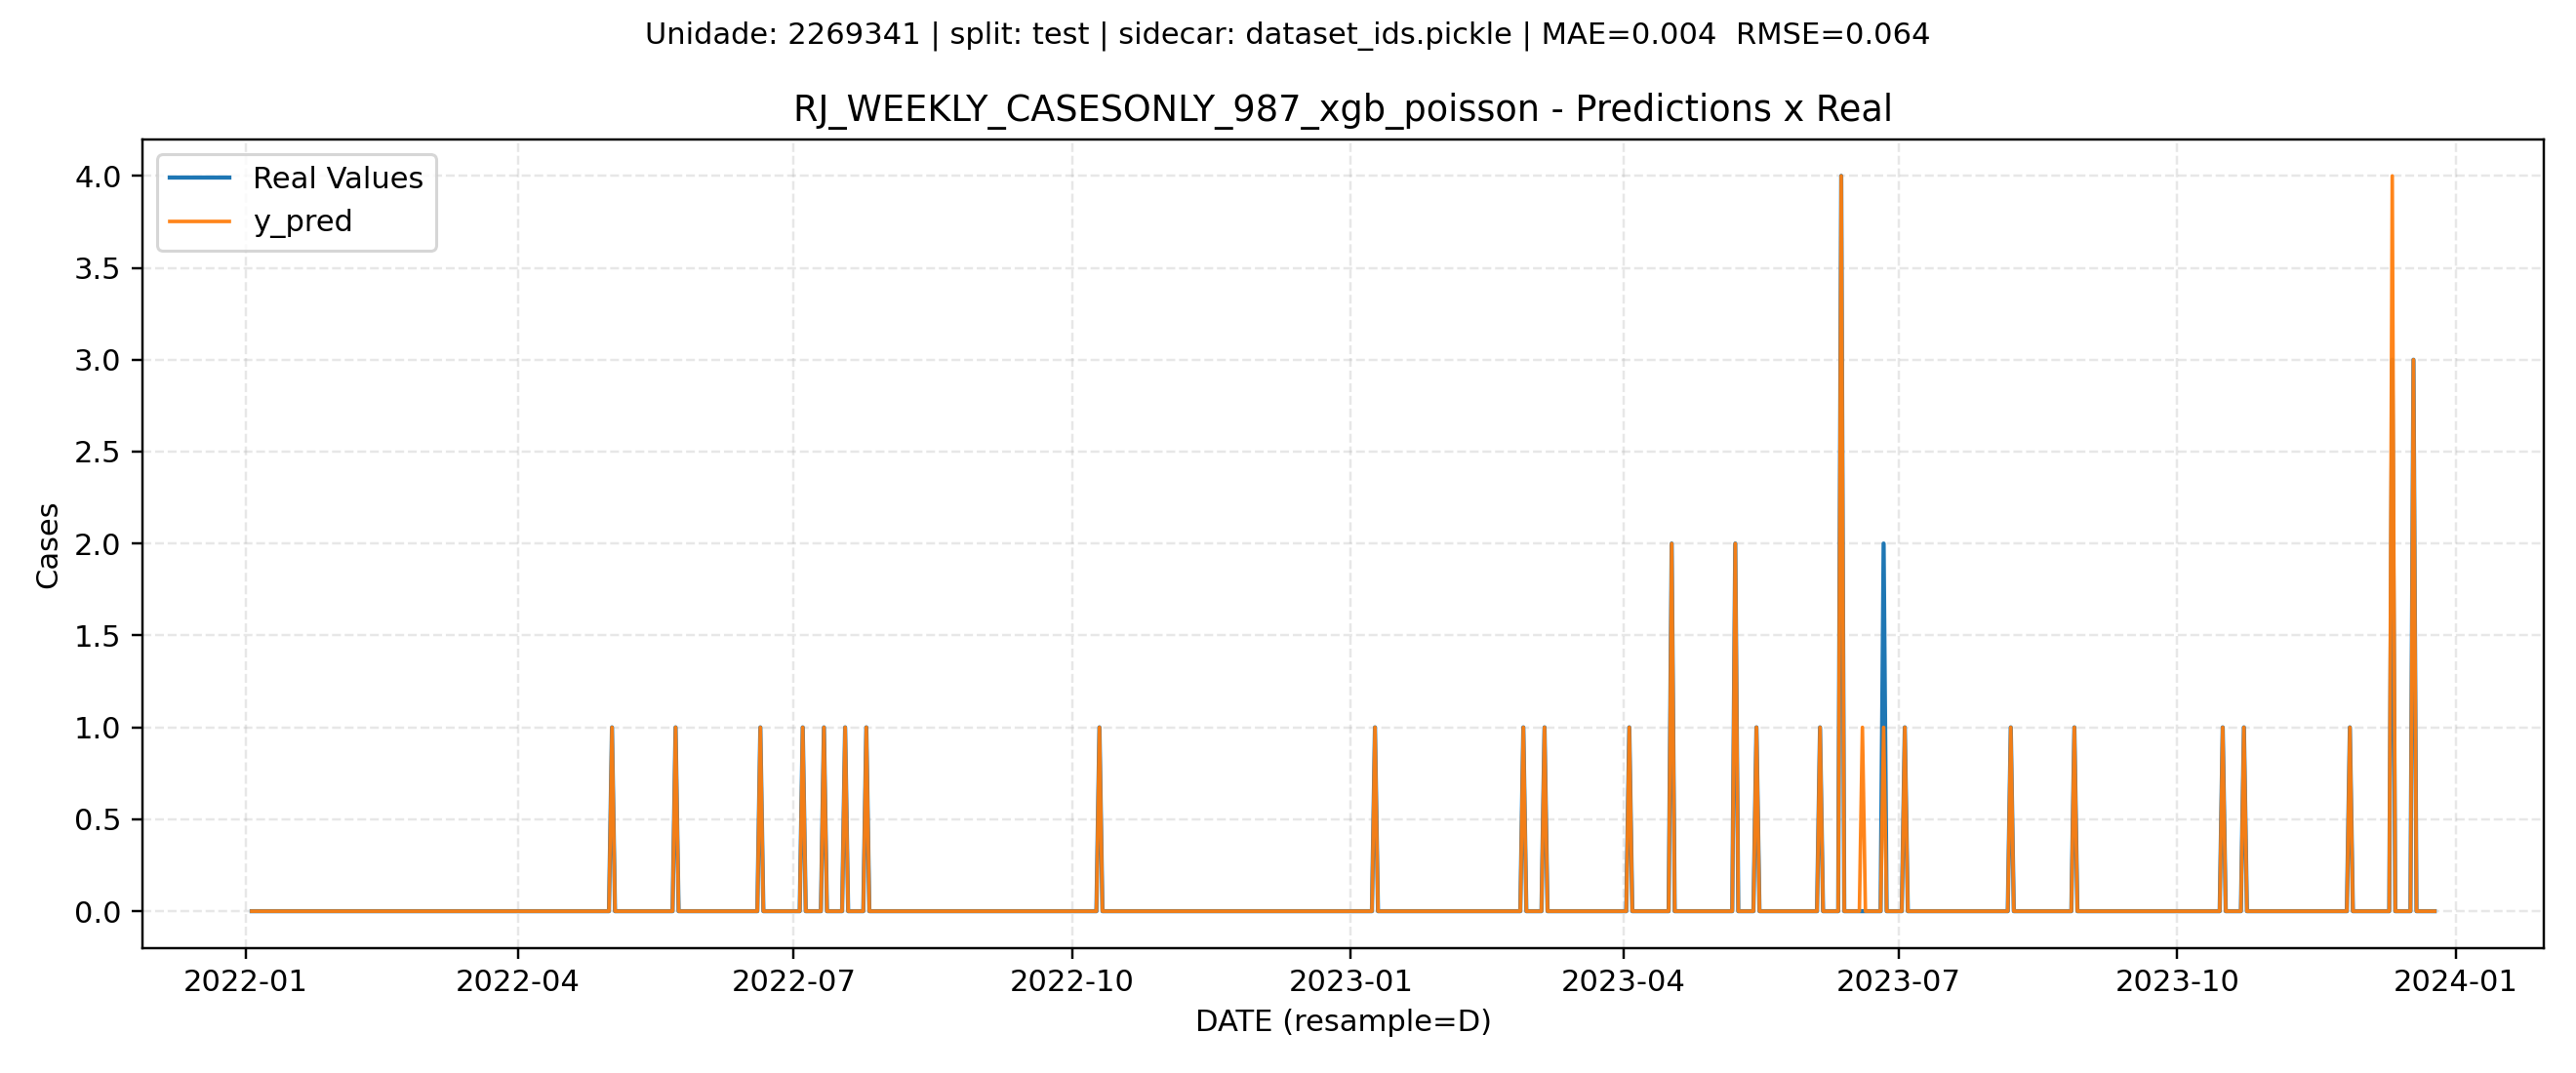 Unidade: 2269341 | split: test | sidecar: dataset_ids.pickle | MAE=0.004  RMSE=0.064
RJ_WEEKLY_CASESONLY_987_xgb_poisson - Predictions x Real
Real Values
y_pred
Cases
4.0
3.5
3.0
2.5
2.0
1.5
1.0
0.5
0.0
2022-01 2022-04 2022-07 2022-10 2023-01 2023-04 2023-07 2023-10 2024-01
DATE (resample=D)